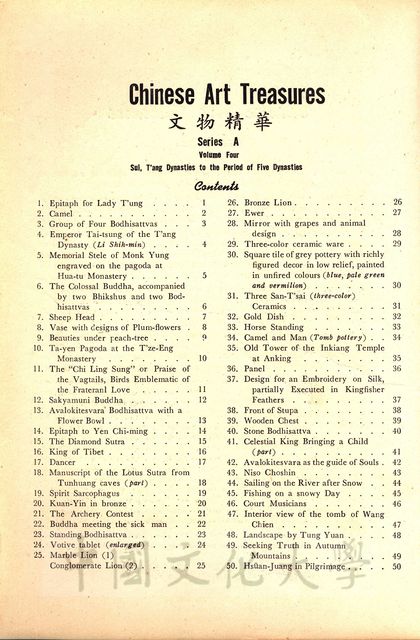 Chinese Art Treasures
文物精華
Series A
Volume Four
Sui, T'ang Dynasties to the Period of Five Dynasties
Contents
1. Epitaph for Lady T'ung . . . . 1
2. Camel . . . . . . . . 2
3. Group of Four Bodhisattvas . . . 3
4. Emperor Tai-tsung of the T'ang
Dynasty (Li Shih-min) . . . . 4
5. Memorial Stele of Monk Yung
engraved on the pagoda at
Hua-tu Monastery . . . . . 5
6. The Colossal Buddha, accompanied
by two Bhikshus and two Bod-
hisattvas . . . . . . . 6
7. Sheep Head . . . . . . . 7
8. Vase with designs of Plum-flowers . 8
9. Beauties under peach-tree . . . 9
10. Ta-yen Pagoda at the T'ze-Eng
Monastery . . . . . . . 10
11. The "Chi Ling Sung" or Praise of
the Vagtails, Birds Emblematic of
the Frateranl Love . . . . . 11
12. Sakyamuni Buddha . . . . . 12
13. Avalokitesvara Bodhisattva with a
Flower Bowl . . . . . . 13
14. Epitaph to Yen Chi-ming . . . . 14
15. The Diamond Sutra . . . . . 15
16. King of Tibet . . . . . . 16
17. Dancer . . . . . . . . 17
18. Manuscript of the Lotus Sutra from
Tunhuang caves (part) . . . . 18
19. Spirit Sarcophagus . . . . . 19
20. Kuan-Yin in bronze . . . . . 20
21. The Archery Contest . . . . . 21
22. Buddha meeting the sick man . . 22
23. Standing Bodhisattva . . . . . 23
24. Votive tablet (enlarged) . . . . 24
25. Marble Lion (1)
Conglomerate Lion (2) . . . . . 25
26. Bronze Lion . . . . . . . 26
27. Ewer . . . . . . . . . 27
28. Mirror with grapes and animal
design . . . . . . . . 28
29. Three-color ceramic ware . . . . 29
30. Square tile of grey pottery with richly
figured decor in low relief, painted
in unfired colours (blue, pale green
and vermilion) . . . . . . 30
31. Three San-T'sai (three-color)
Ceramics . . . . . . . 31
32. Gold Dish . . . . . . . 32
33. Horse Standing . . . . . . 33
34. Camel and Man (Tomb pottery) . . 34
35. Old Tower of the Inkiang Temple
at Anking . . . . . . . 35
36. Panel . . . . . . . . . 36
37. Design for an Embroidery on Silk,
partially Executed in Kingfisher
Feathers . . . . . . . 37
38. Front of Stupa . . . . . . 38
39. Wooden Chest . . . . . . 39
40. Stone Bodhisattva . . . . . 40
41. Celestial King Bringing a Child
(part) . . . . . . . . 41
42. Avalokitesvara as the guide of Souls . 42
43. Niso Choshin . . . . . . 43
44. Sailing on the River after Snow . . 44
45. Fishing on a snowy Day . . . . 45
46. Court Musicians . . . . . . 46
47. Interior view of the tomb of Wang
Chien . . . . . . . . 47
48. Landscape by Tung Yuan . . . . 48
49. Seeking Truth in Autumn
Mountains . . . . . . . 49
50. Hsüan-Juang in Pilgrimage . . . 50
中國文化大學